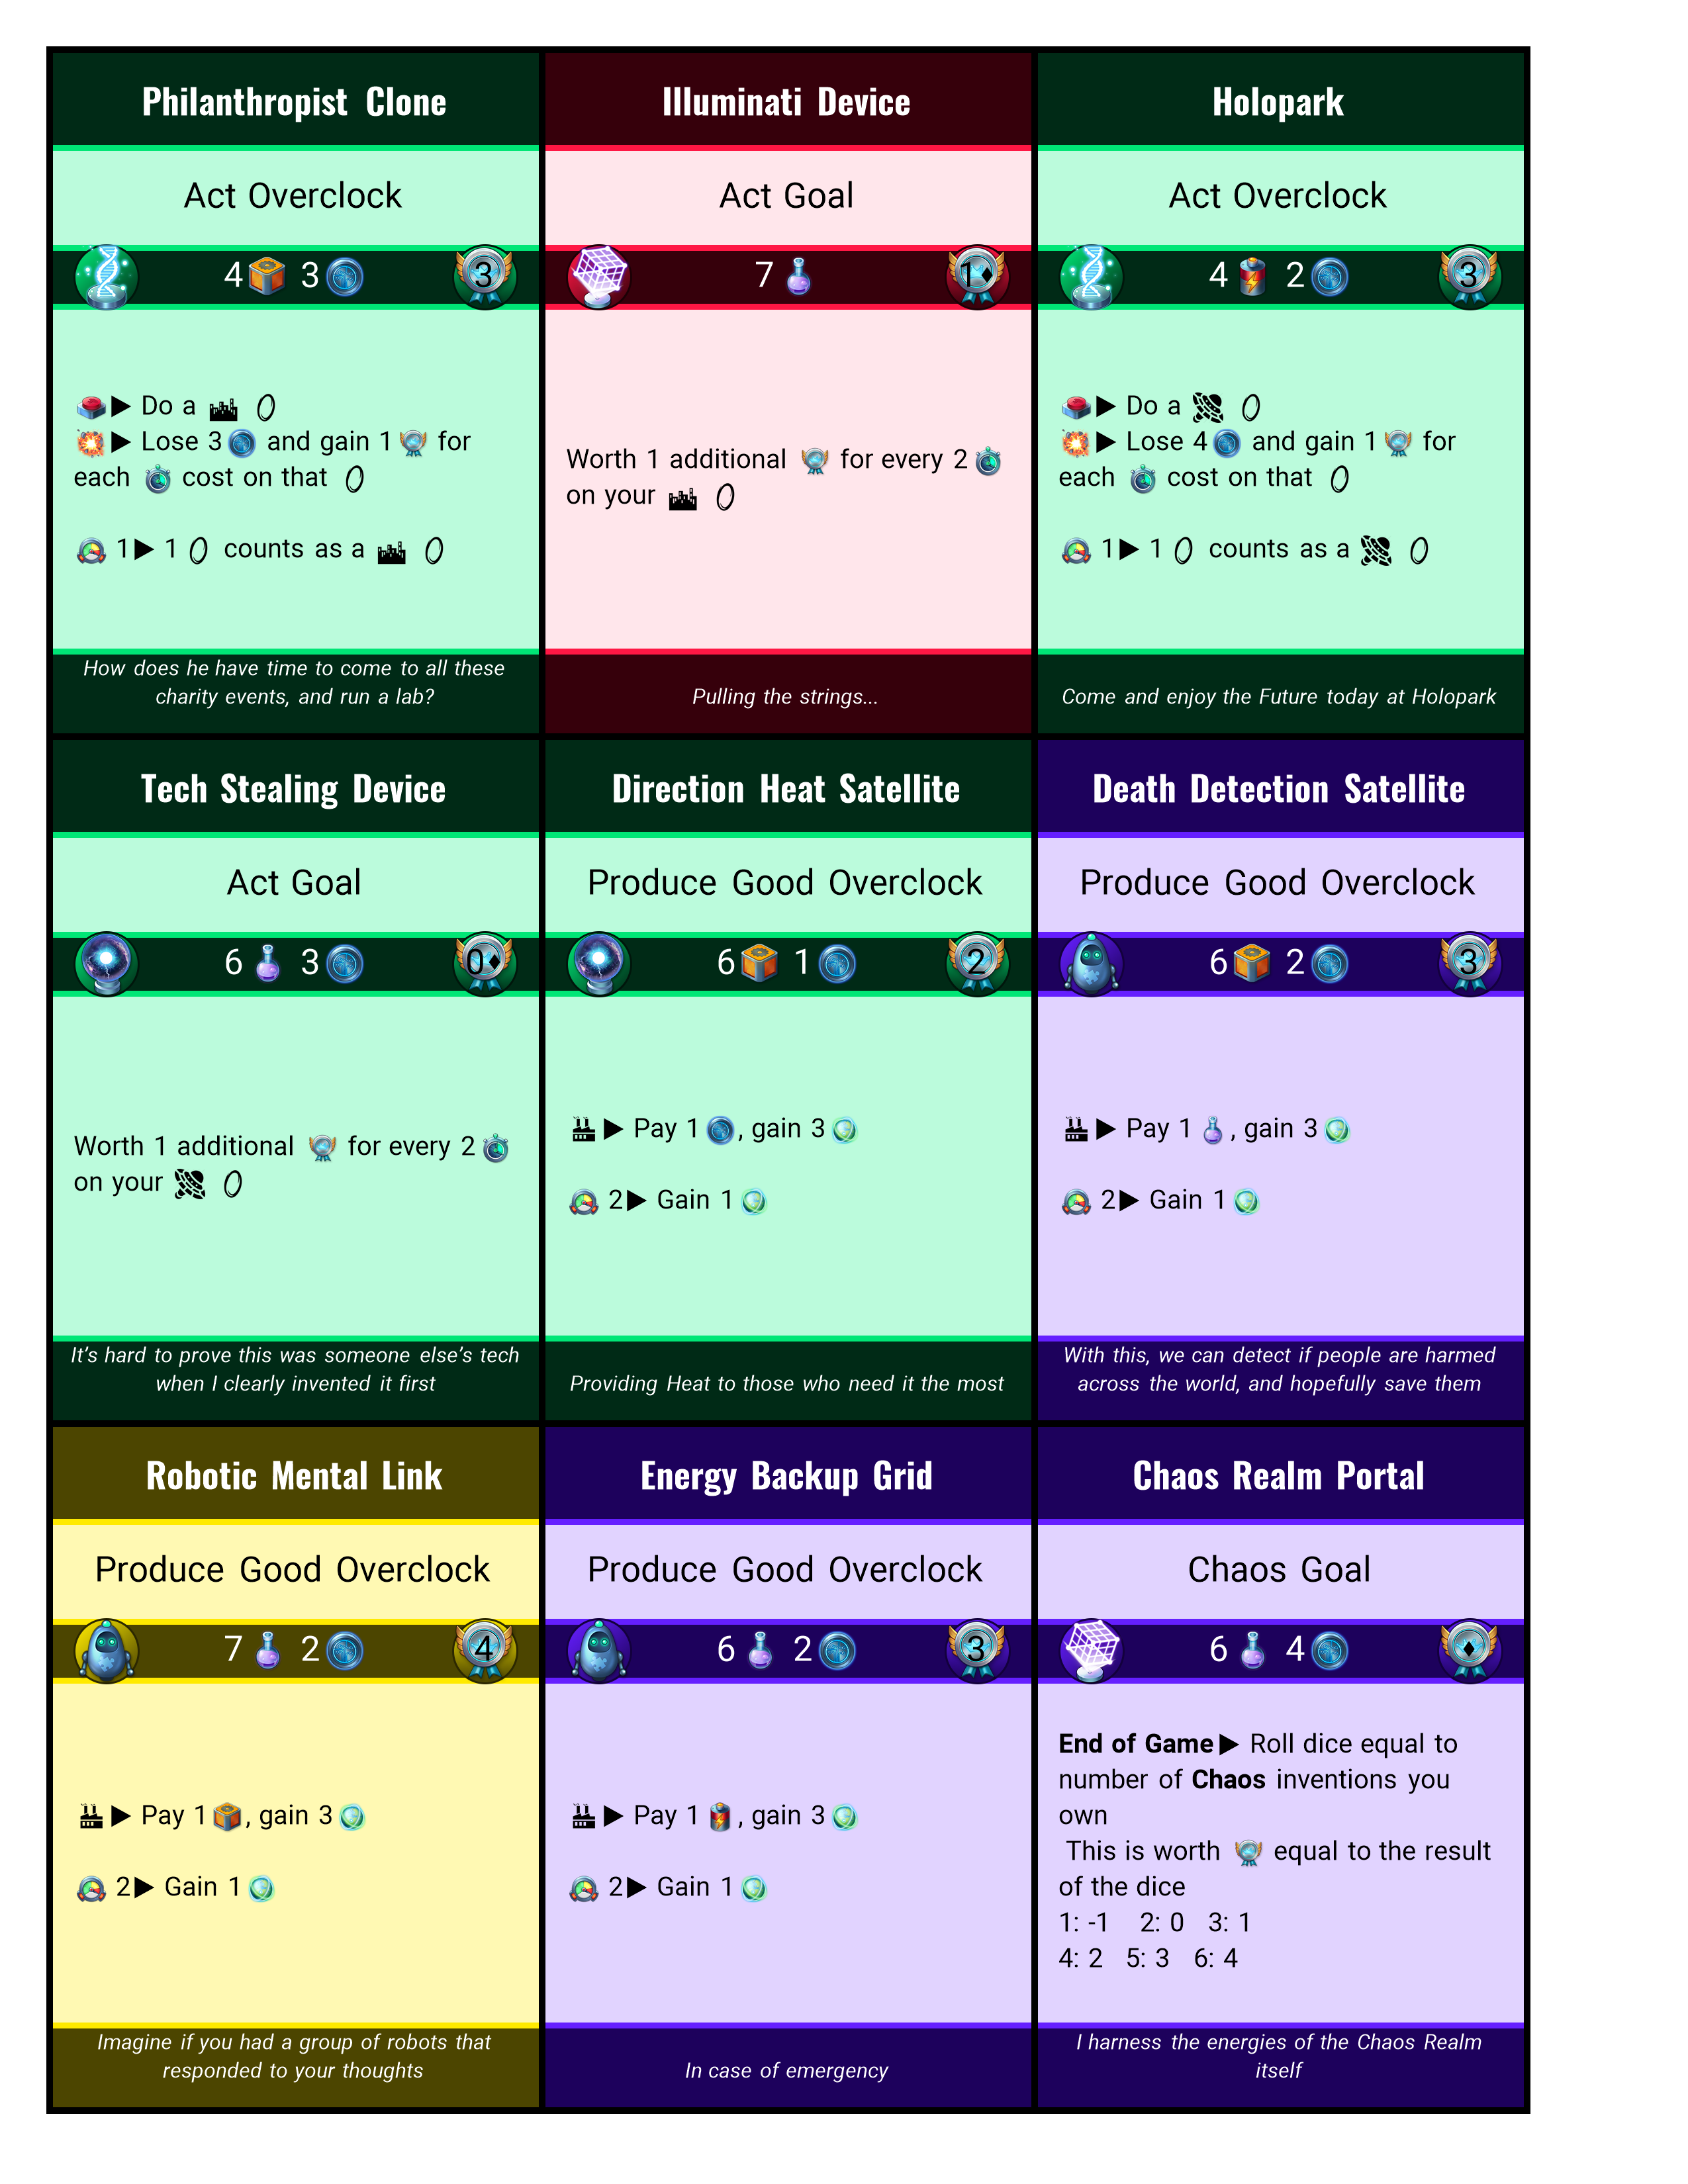 Philanthropist Clone
Act Overclock
4 3 3
▶ Do a
▶ Lose 3 and gain 1 for
each cost on that
1▶ 1 counts as a
How does he have time to come to all these
charity events, and run a lab?
Illuminati Device
Act Goal
7 1♦
Worth 1 additional for every 2
on your
Pulling the strings...
Holopark
Act Overclock
4 2 3
▶ Do a
▶ Lose 4 and gain 1 for
each cost on that
1▶ 1 counts as a
Come and enjoy the Future today at Holopark
Tech Stealing Device
Act Goal
6 3 0♦
Worth 1 additional for every 2
on your
It's hard to prove this was someone else's tech
when I clearly invented it first
Direction Heat Satellite
Produce Good Overclock
6 1 2
▶ Pay 1 , gain 3
2▶ Gain 1
Providing Heat to those who need it the most
Death Detection Satellite
Produce Good Overclock
6 2 3
▶ Pay 1 , gain 3
2▶ Gain 1
With this, we can detect if people are harmed
across the world, and hopefully save them
Robotic Mental Link
Produce Good Overclock
7 2 4
▶ Pay 1 , gain 3
2▶ Gain 1
Imagine if you had a group of robots that
responded to your thoughts
Energy Backup Grid
Produce Good Overclock
6 2 3
▶ Pay 1 , gain 3
2▶ Gain 1
In case of emergency
Chaos Realm Portal
Chaos Goal
6 4 ♦
End of Game▶ Roll dice equal to
number of Chaos inventions you
own
This is worth equal to the result
of the dice
1: -1 2: 0 3: 1
4: 2 5: 3 6: 4
I harness the energies of the Chaos Realm
itself